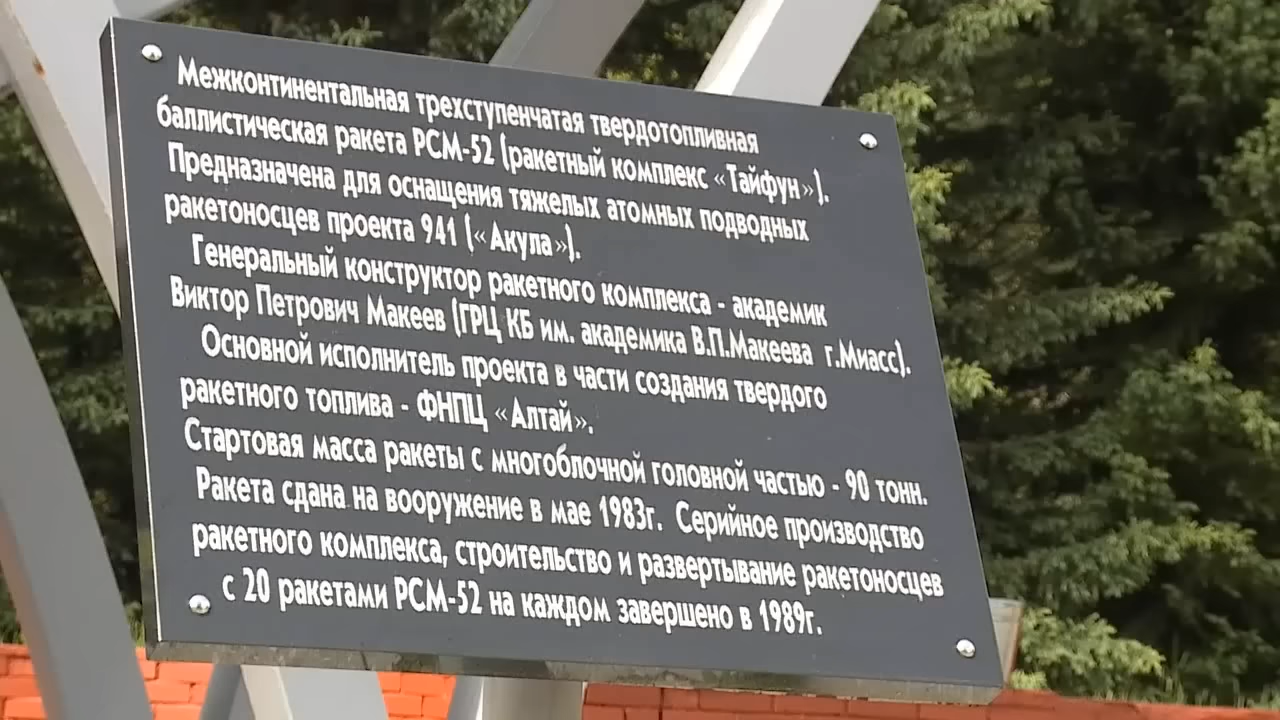 Межконтинентальная трехступенчатая твердотопливная
баллистическая ракета РСМ-52 (ракетный комплекс «Тайфун»).
Предназначена для оснащения тяжелых атомных подводных
ракетоносцев проекта 941 («Акула»).
Генеральный конструктор ракетного комплекса - академик
Виктор Петрович Макеев (ГРЦ КБ им. академика В.П.Макеева г.Миасс).
Основной исполнитель проекта в части создания твердого
ракетного топлива - ФНПЦ «Алтай».
Стартовая масса ракеты с многоблочной головной частью - 90 тонн.
Ракета сдана на вооружение в мае 1983г. Серийное производство
ракетного комплекса, строительство и развертывание ракетоносцев
с 20 ракетами РСМ-52 на каждом завершено в 1989г.